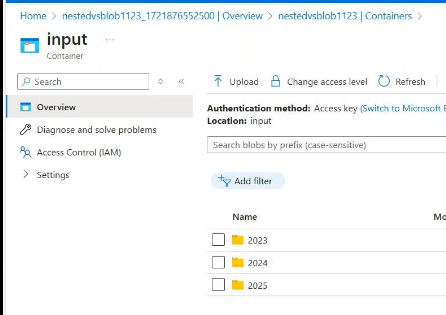 Home > nestedvsblob1123_1721876552500 | Overview > nestedvsblob1123 | Containers >
input ...
Container
Search
Upload Change access level Refresh
Overview
Diagnose and solve problems
Access Control (IAM)
Settings
Authentication method: Access key (Switch to Microsoft E
Location: input
Search blobs by prefix (case-sensitive)
Add filter
Name Mo
2023
2024
2025